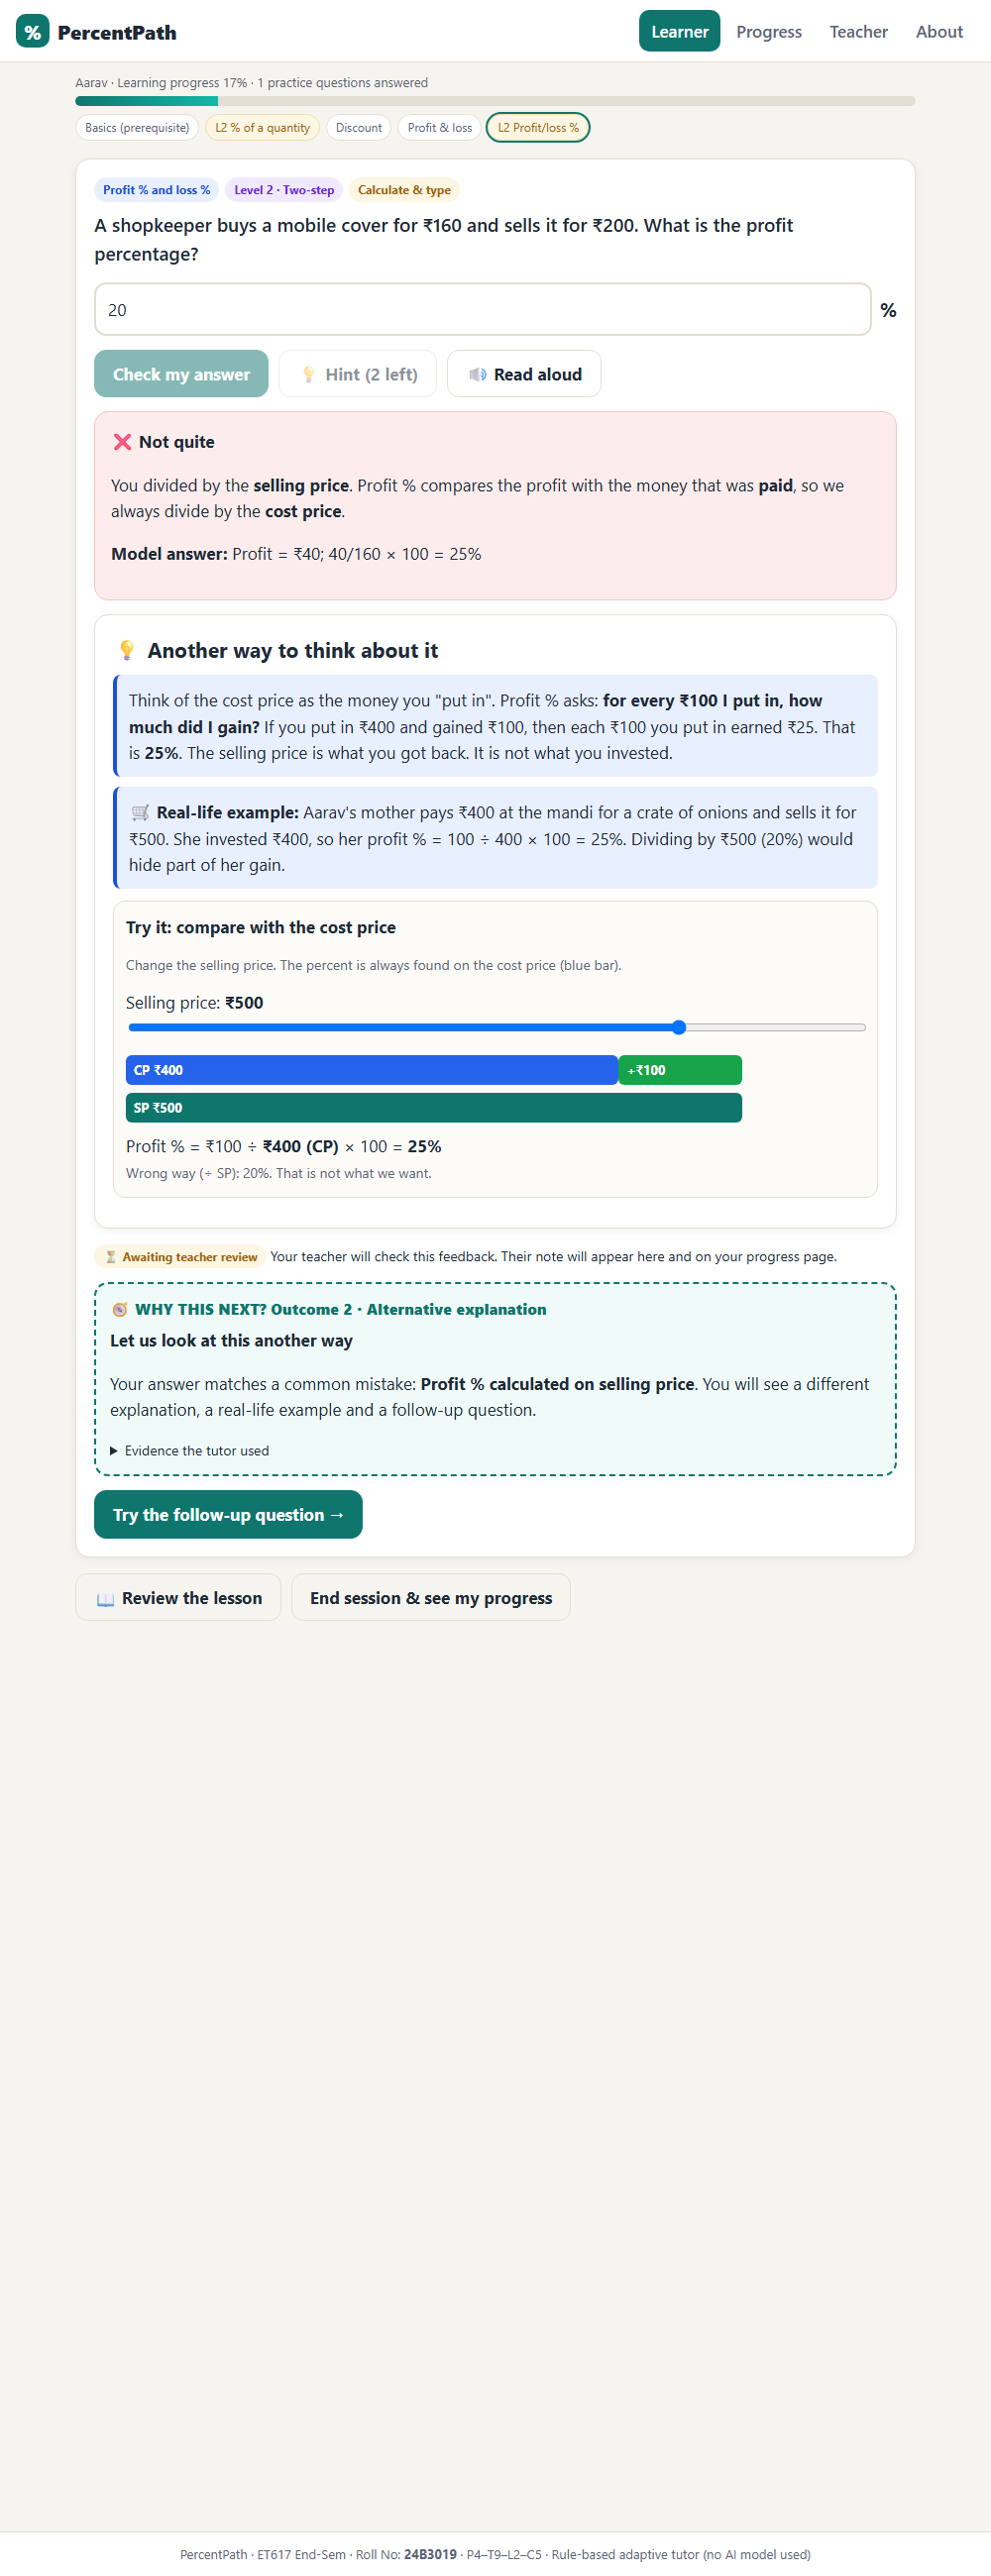 % PercentPath
Learner Progress Teacher About
Aarav · Learning progress 17% · 1 practice questions answered
Basics (prerequisite) L2 % of a quantity Discount Profit & loss L2 Profit/loss %
Profit % and loss % Level 2 · Two-step Calculate & type
A shopkeeper buys a mobile cover for ₹160 and sells it for ₹200. What is the profit
percentage?
20 %
Check my answer 💡 Hint (2 left) 🔊 Read aloud
❌ Not quite
You divided by the selling price. Profit % compares the profit with the money that was paid, so we
always divide by the cost price.
Model answer: Profit = ₹40; 40/160 × 100 = 25%
💡 Another way to think about it
Think of the cost price as the money you "put in". Profit % asks: for every ₹100 I put in, how
much did I gain? If you put in ₹400 and gained ₹100, then each ₹100 you put in earned ₹25. That
is 25%. The selling price is what you got back. It is not what you invested.
🛒 Real-life example: Aarav's mother pays ₹400 at the mandi for a crate of onions and sells it for
₹500. She invested ₹400, so her profit % = 100 ÷ 400 × 100 = 25%. Dividing by ₹500 (20%) would
hide part of her gain.
Try it: compare with the cost price
Change the selling price. The percent is always found on the cost price (blue bar).
Selling price: ₹500
CP ₹400 +₹100
SP ₹500
Profit % = ₹100 ÷ ₹400 (CP) × 100 = 25%
Wrong way (÷ SP): 20%. That is not what we want.
⏳ Awaiting teacher review Your teacher will check this feedback. Their note will appear here and on your progress page.
🧭 WHY THIS NEXT? Outcome 2 · Alternative explanation
Let us look at this another way
Your answer matches a common mistake: Profit % calculated on selling price. You will see a different
explanation, a real-life example and a follow-up question.
▶ Evidence the tutor used
Try the follow-up question →
📖 Review the lesson End session & see my progress
PercentPath · ET617 End-Sem · Roll No: 24B3019 · P4–T9–L2–C5 · Rule-based adaptive tutor (no AI model used)